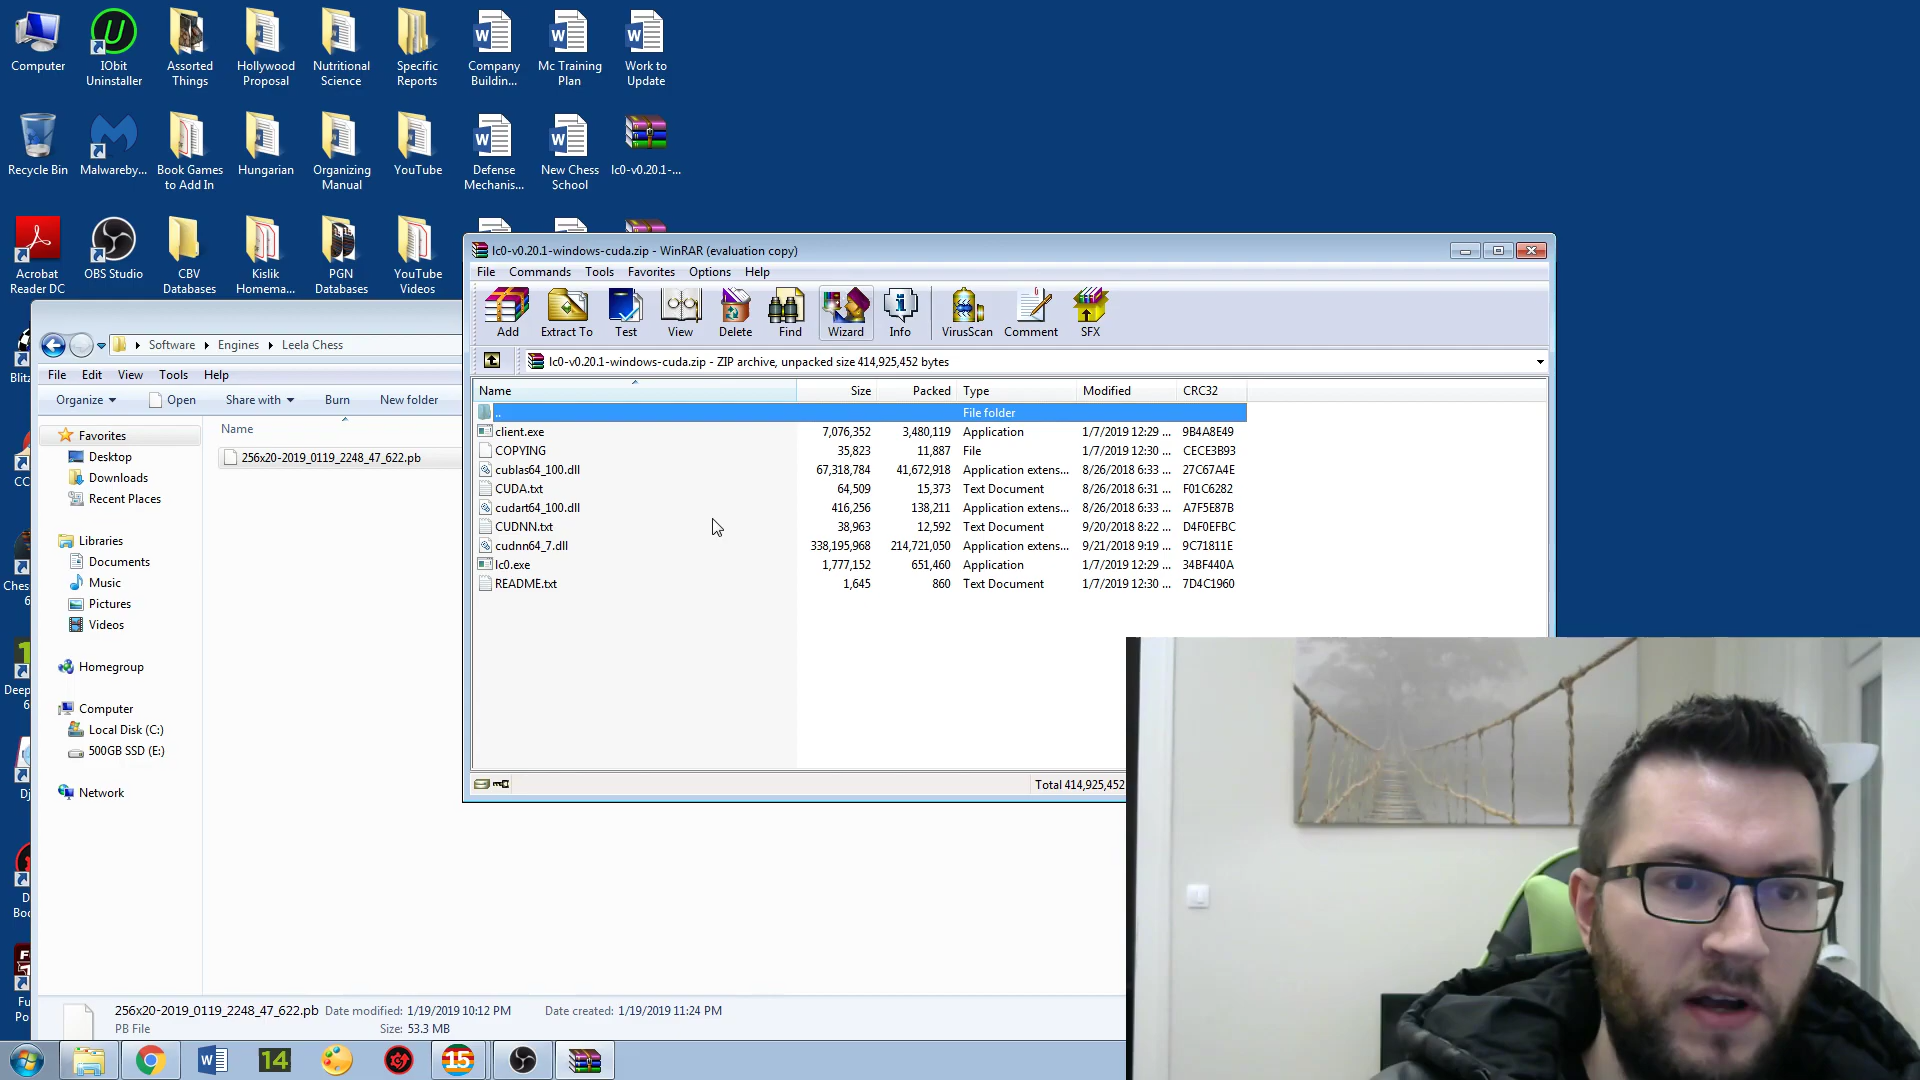 Computer
IObit
Uninstaller
Assorted
Things
Hollywood
Proposal
Nutritional
Science
Specific
Reports
Company
Buildin...
Mc Training
Plan
Work to
Update
Recycle Bin
Malwareby...
Book Games
to Add In
Hungarian
Organizing
Manual
YouTube
Defense
Mechanis...
New Chess
School
lc0-v0.20.1-...
Acrobat
Reader DC
OBS Studio
CBV
Databases
Kislik
Homema...
PGN
Databases
YouTube
Videos
Blitz
CC
Chess
6
Deep
6
Dj
D
Boo
Fu
Po
Software
Engines
Leela Chess
File Edit View Tools Help
Organize Open Share with Burn New folder
Name
256x20-2019_0119_2248_47_622.pb
Favorites
Desktop
Downloads
Recent Places
Libraries
Documents
Music
Pictures
Videos
Homegroup
Computer
Local Disk (C:)
500GB SSD (E:)
Network
256x20-2019_0119_2248_47_622.pb Date modified: 1/19/2019 10:12 PM Date created: 1/19/2019 11:24 PM
PB File Size: 53.3 MB
lc0-v0.20.1-windows-cuda.zip - WinRAR (evaluation copy)
File Commands Tools Favorites Options Help
Add Extract To Test View Delete Find Wizard Info VirusScan Comment SFX
lc0-v0.20.1-windows-cuda.zip - ZIP archive, unpacked size 414,925,452 bytes
Name Size Packed Type Modified CRC32
.. File folder
client.exe 7,076,352 3,480,119 Application 1/7/2019 12:29 ... 9B4A8E49
COPYING 35,823 11,887 File 1/7/2019 12:30 ... CECE3B93
cublas64_100.dll 67,318,784 41,672,918 Application extens... 8/26/2018 6:33 ... 27C67A4E
CUDA.txt 64,509 15,373 Text Document 8/26/2018 6:31 ... F01C6282
cudart64_100.dll 416,256 138,211 Application extens... 8/26/2018 6:33 ... A7F5E87B
CUDNN.txt 38,963 12,592 Text Document 9/20/2018 8:22 ... D4F0EFBC
cudnn64_7.dll 338,195,968 214,721,050 Application extens... 9/21/2018 9:19 ... 9C71811E
lc0.exe 1,777,152 651,460 Application 1/7/2019 12:29 ... 34BF440A
README.txt 1,645 860 Text Document 1/7/2019 12:30 ... 7D4C1960
Total 414,925,452
14
15